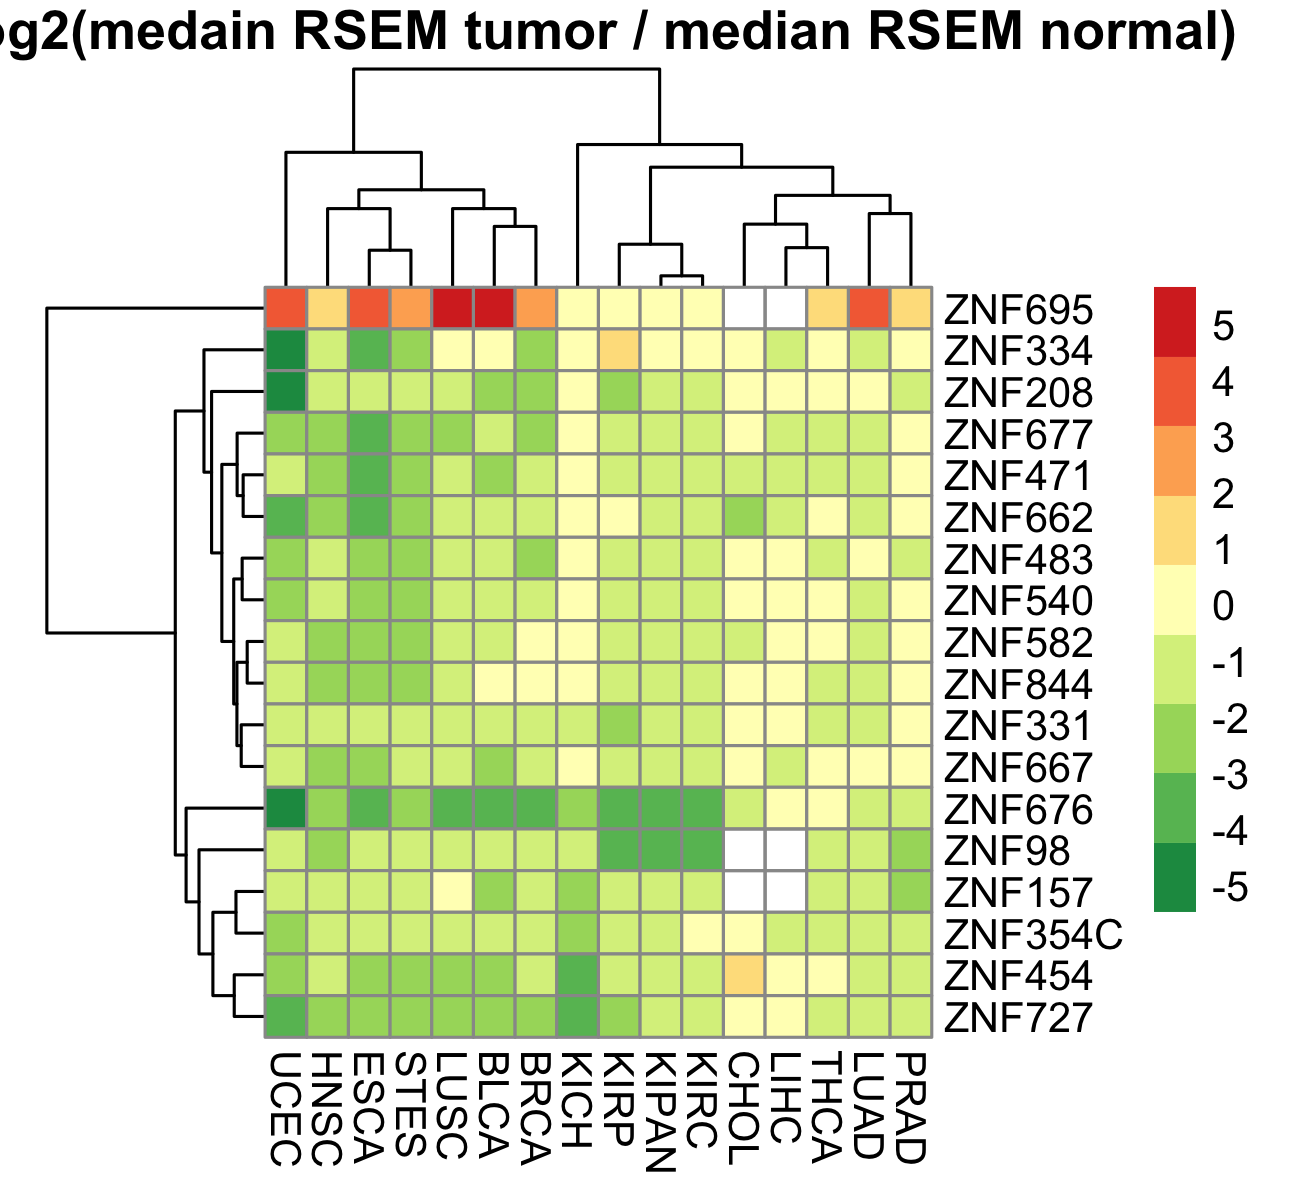 og2(medain RSEM tumor / median RSEM normal)
ZNF695
ZNF334
ZNF208
ZNF677
ZNF471
ZNF662
ZNF483
ZNF540
ZNF582
ZNF844
ZNF331
ZNF667
ZNF676
ZNF98
ZNF157
ZNF354C
ZNF454
ZNF727
5
4
3
2
1
0
-1
-2
-3
-4
-5
UCEC
HNSC
ESCA
STES
LUSC
BLCA
BRCA
KICH
KIRP
KIPAN
KIRC
CHOL
LIHC
THCA
LUAD
PRAD